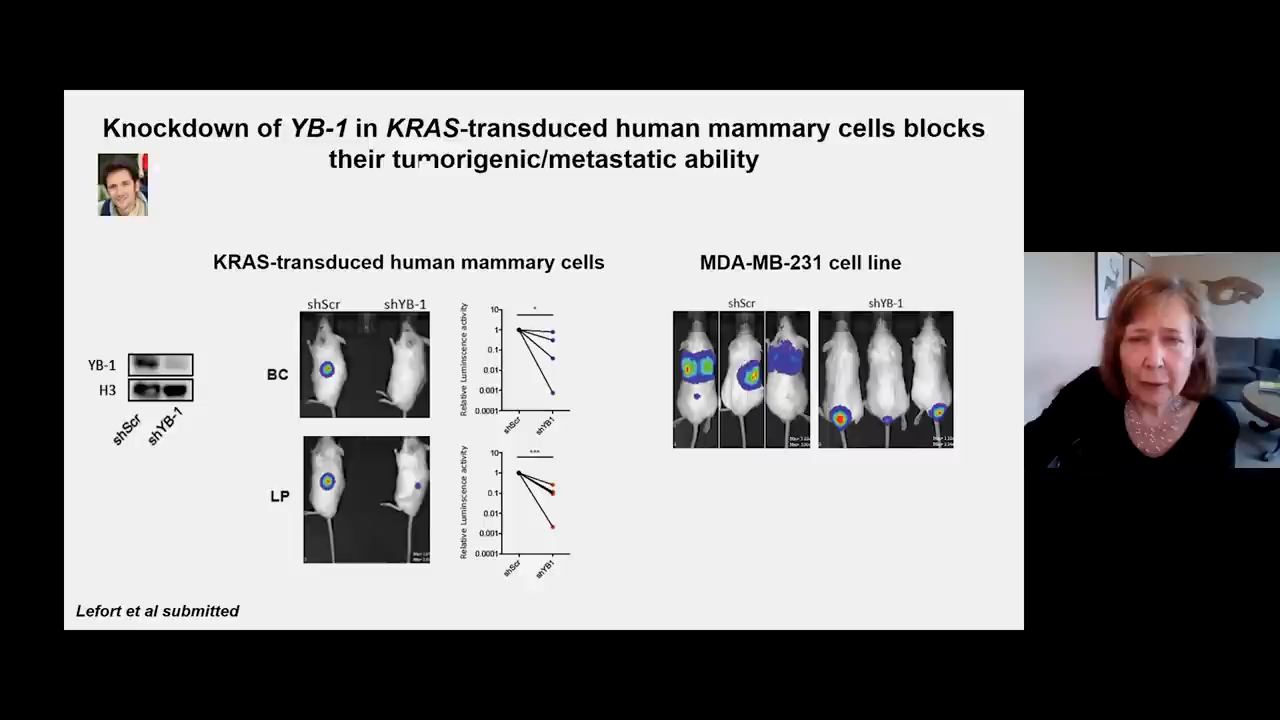 Knockdown of YB-1 in KRAS-transduced human mammary cells blocks
their tumorigenic/metastatic ability
KRAS-transduced human mammary cells
MDA-MB-231 cell line
shScr
shYB-1
shScr
shYB-1
YB-1
H3
shScr
shYB-1
BC
Relative Luminescence activity
10
1
0.1
0.01
0.001
0.0001
*
shScr
shYB1
LP
Relative Luminescence activity
10
1
0.1
0.01
0.001
0.0001
***
shScr
shYB1
Lefort et al submitted